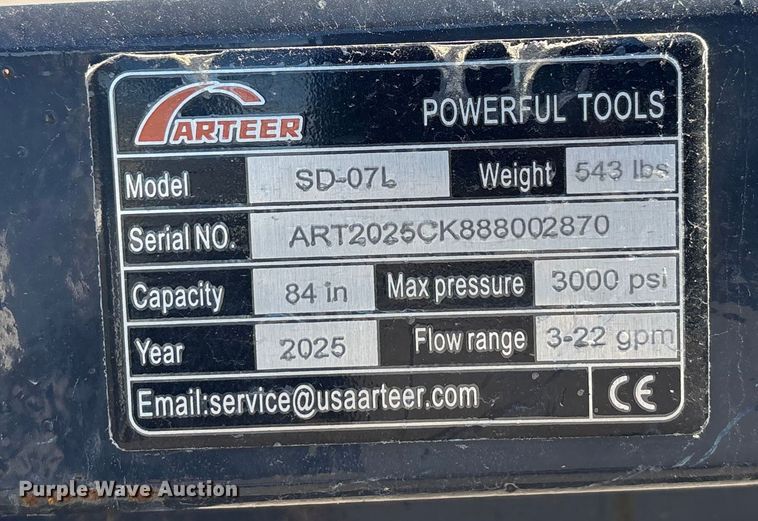 ARTEER POWERFUL TOOLS
Model SD-07L Weight 543 lbs
Serial NO. ART2025CK888002870
Capacity 84 in Max pressure 3000 psi
Year 2025 Flow range 3-22 gpm
Email:service@usaarteer.com CE
Purple Wave Auction